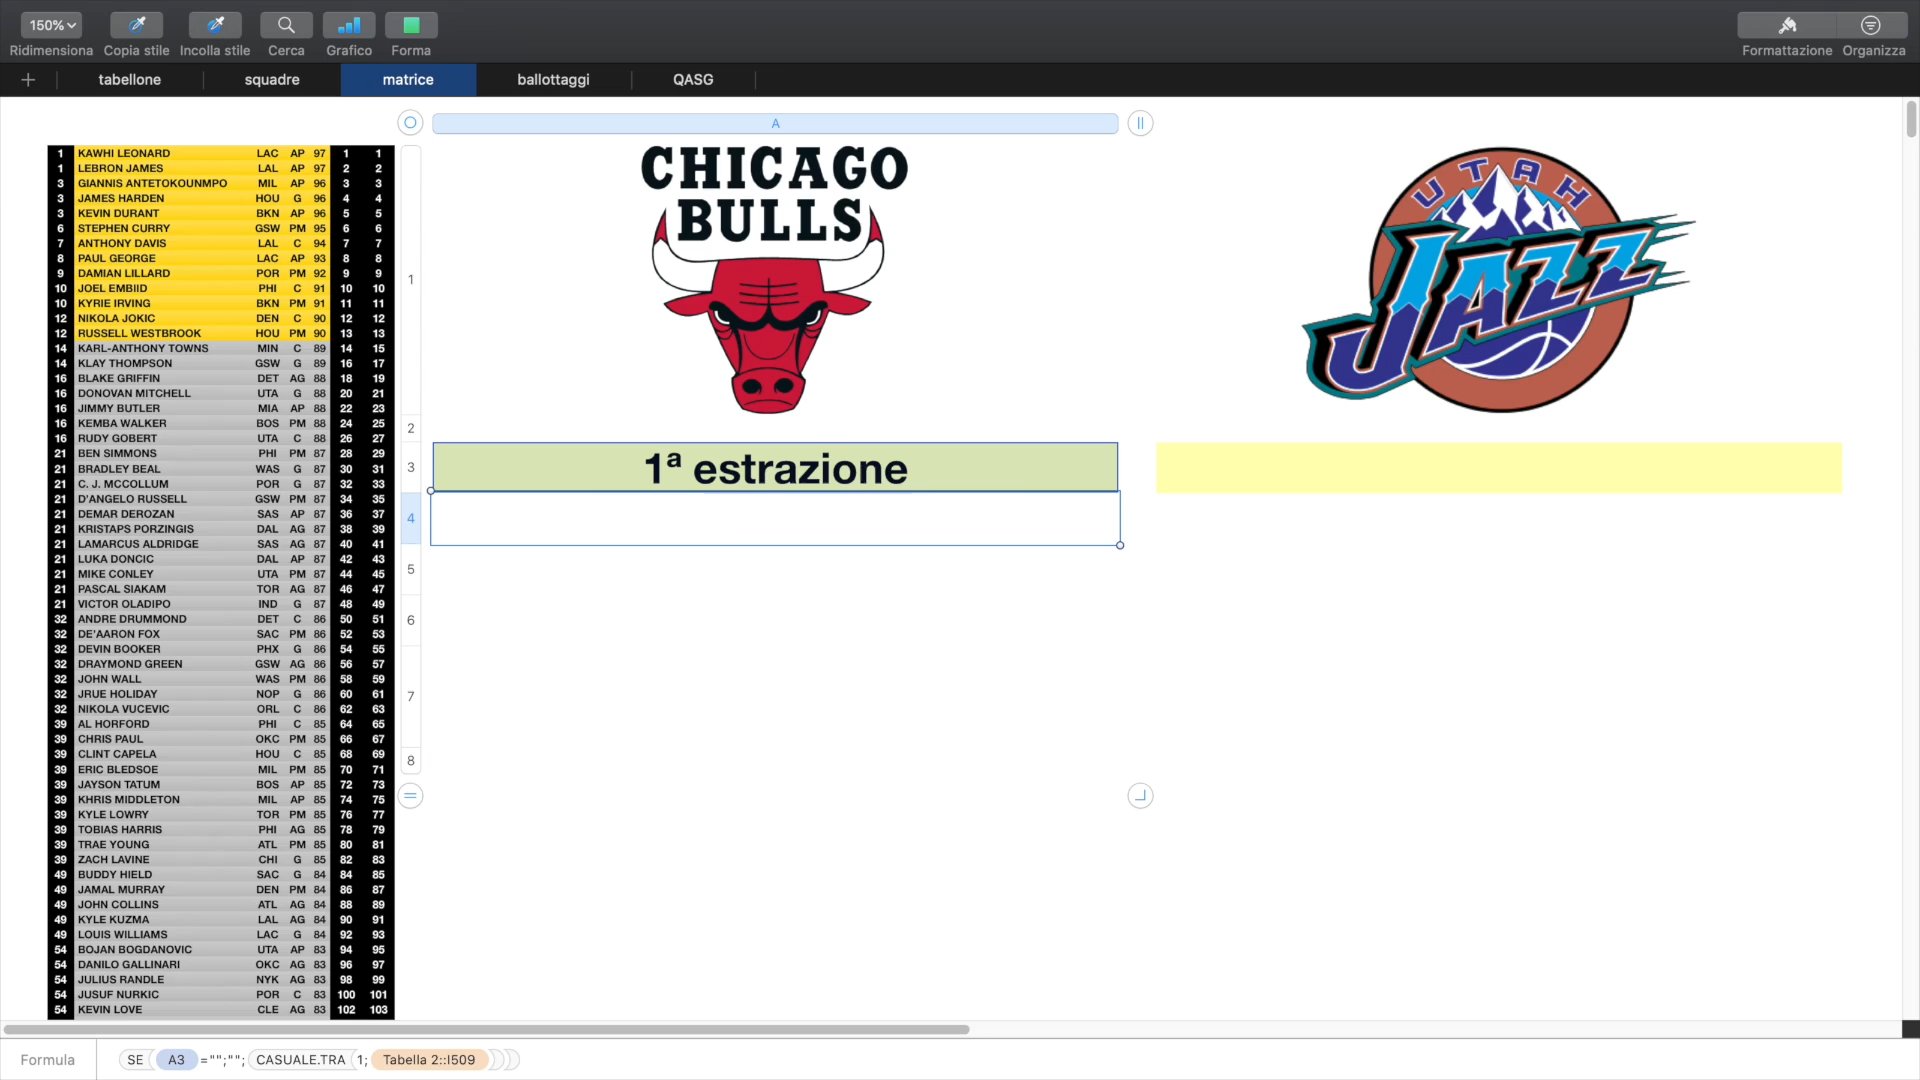 150%
Ridimensiona Copia stile Incolla stile Cerca Grafico Forma Formattazione Organizza
tabellone squadre matrice ballottaggi QASG
A
1 KAWHI LEONARD LAC AP 97 1 1
1 LEBRON JAMES LAL AP 97 2 2
3 GIANNIS ANTETOKOUNMPO MIL AP 96 3 3
3 JAMES HARDEN HOU G 96 4 4
3 KEVIN DURANT BKN AP 96 5 5
6 STEPHEN CURRY GSW PM 95 6 6
7 ANTHONY DAVIS LAL C 94 7 7
8 PAUL GEORGE LAC AP 93 8 8
9 DAMIAN LILLARD POR PM 92 9 9
10 JOEL EMBIID PHI C 91 10 10
10 KYRIE IRVING BKN PM 91 11 11
12 NIKOLA JOKIC DEN C 90 12 12
12 RUSSELL WESTBROOK HOU PM 90 13 13
14 KARL-ANTHONY TOWNS MIN C 89 14 15
14 KLAY THOMPSON GSW G 89 16 17
16 BLAKE GRIFFIN DET AG 88 18 19
16 DONOVAN MITCHELL UTA G 88 20 21
16 JIMMY BUTLER MIA AP 88 22 23
16 KEMBA WALKER BOS PM 88 24 25
16 RUDY GOBERT UTA C 88 26 27
21 BEN SIMMONS PHI PM 87 28 29
21 BRADLEY BEAL WAS G 87 30 31
21 C. J. MCCOLLUM POR G 87 32 33
21 D'ANGELO RUSSELL GSW PM 87 34 35
21 DEMAR DEROZAN SAS AP 87 36 37
21 KRISTAPS PORZINGIS DAL AG 87 38 39
21 LAMARCUS ALDRIDGE SAS AG 87 40 41
21 LUKA DONCIC DAL AP 87 42 43
21 MIKE CONLEY UTA PM 87 44 45
21 PASCAL SIAKAM TOR AG 87 46 47
21 VICTOR OLADIPO IND G 87 48 49
32 ANDRE DRUMMOND DET C 86 50 51
32 DE'AARON FOX SAC PM 86 52 53
32 DEVIN BOOKER PHX G 86 54 55
32 DRAYMOND GREEN GSW AG 86 56 57
32 JOHN WALL WAS PM 86 58 59
32 JRUE HOLIDAY NOP G 86 60 61
32 NIKOLA VUCEVIC ORL C 86 62 63
39 AL HORFORD PHI C 85 64 65
39 CHRIS PAUL OKC PM 85 66 67
39 CLINT CAPELA HOU C 85 68 69
39 ERIC BLEDSOE MIL PM 85 70 71
39 JAYSON TATUM BOS AP 85 72 73
39 KHRIS MIDDLETON MIL AP 85 74 75
39 KYLE LOWRY TOR PM 85 76 77
39 TOBIAS HARRIS PHI AG 85 78 79
39 TRAE YOUNG ATL PM 85 80 81
39 ZACH LAVINE CHI G 85 82 83
49 BUDDY HIELD SAC G 84 84 85
49 JAMAL MURRAY DEN PM 84 86 87
49 JOHN COLLINS ATL AG 84 88 89
49 KYLE KUZMA LAL AG 84 90 91
49 LOUIS WILLIAMS LAC G 84 92 93
54 BOJAN BOGDANOVIC UTA AP 83 94 95
54 DANILO GALLINARI OKC AG 83 96 97
54 JULIUS RANDLE NYK AG 83 98 99
54 JUSUF NURKIC POR C 83 100 101
54 KEVIN LOVE CLE AG 83 102 103
1
2
3
4
5
6
7
8
CHICAGO
BULLS
UTAH
JAZZ
1ª estrazione
Formula SE ( A3 ="";""; CASUALE.TRA (1; Tabella 2::I509 )))